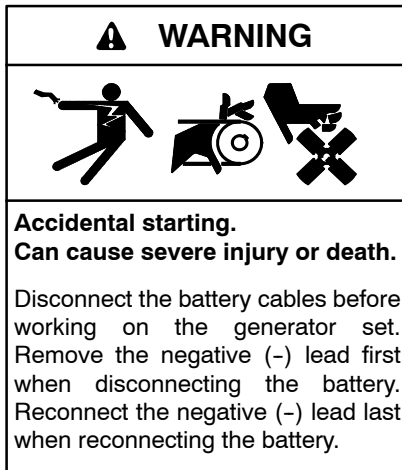 WARNING
Accidental starting.
Can cause severe injury or death.
Disconnect the battery cables before
working on the generator set.
Remove the negative (–) lead first
when disconnecting the battery.
Reconnect the negative (–) lead last
when reconnecting the battery.